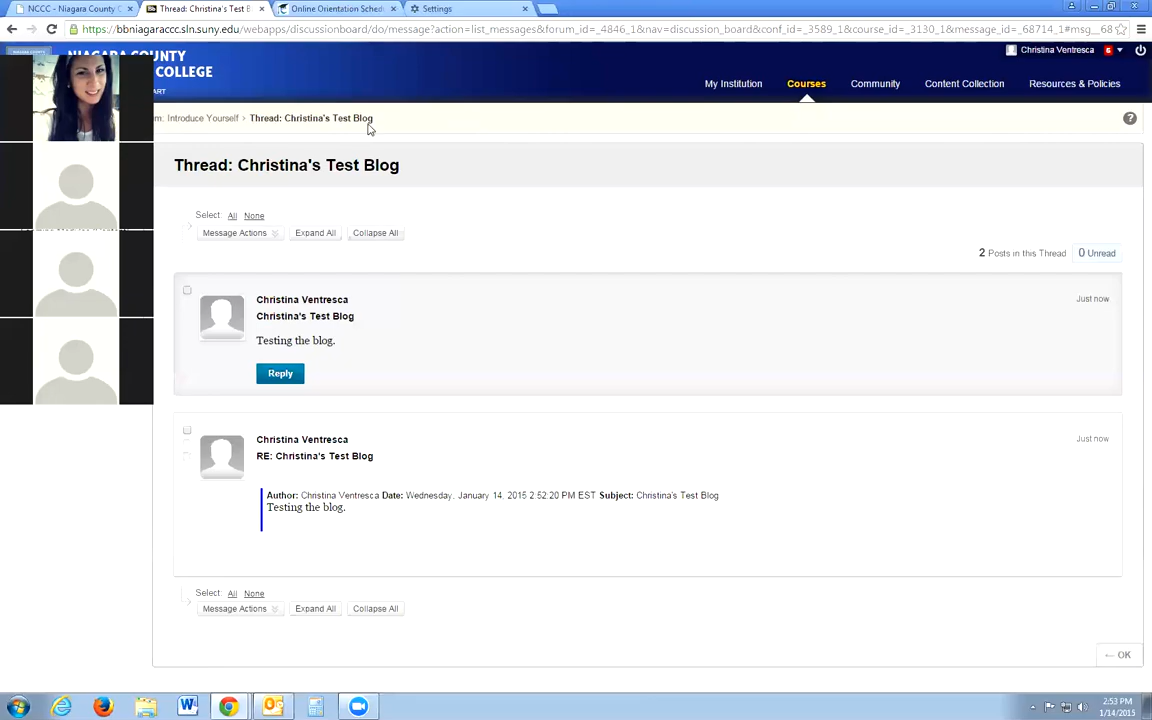 NCCC - Niagara County C
Thread: Christina's Test B
Online Orientation Sched
Settings
https://bbniagaraccc.sln.suny.edu/webapps/discussionboard/do/message?action=list_messages&forum_id=_4846_1&nav=discussion_board&conf_id=_3589_1&course_id=_3130_1&message_id=_68714_1#msg__68
NIAGARA COUNTY
COLLEGE
ART
Christina Ventresca 6
My Institution Courses Community Content Collection Resources & Policies
m: Introduce Yourself > Thread: Christina's Test Blog
?
Thread: Christina's Test Blog
Select: All None
Message Actions Expand All Collapse All
2 Posts in this Thread 0 Unread
Christina Ventresca
Just now
Christina's Test Blog
Testing the blog.
Reply
Christina Ventresca
Just now
RE: Christina's Test Blog
Author: Christina Ventresca Date: Wednesday, January 14, 2015 2:52:20 PM EST Subject: Christina's Test Blog
Testing the blog.
Select: All None
Message Actions Expand All Collapse All
← OK
2:53 PM
1/14/2015